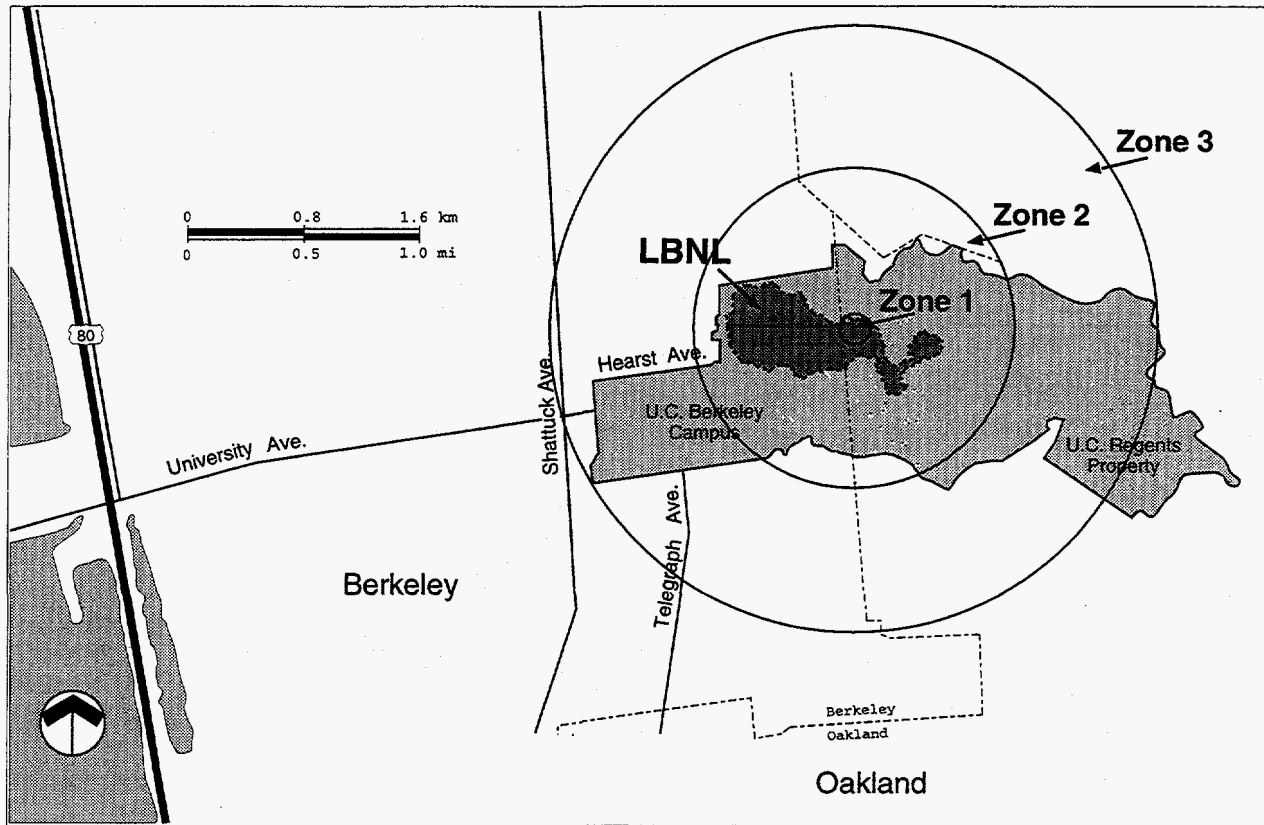 Zone 3
0 0.8 1.6 km
0 0.5 1.0 mi
Zone 2
LBNL
Zone 1
80
Hearst Ave.
Shattuck Ave.
U.C. Berkeley
Campus
University Ave.
U.C. Regents
Property
Telegraph Ave.
Berkeley
Berkeley
Oakland
Oakland